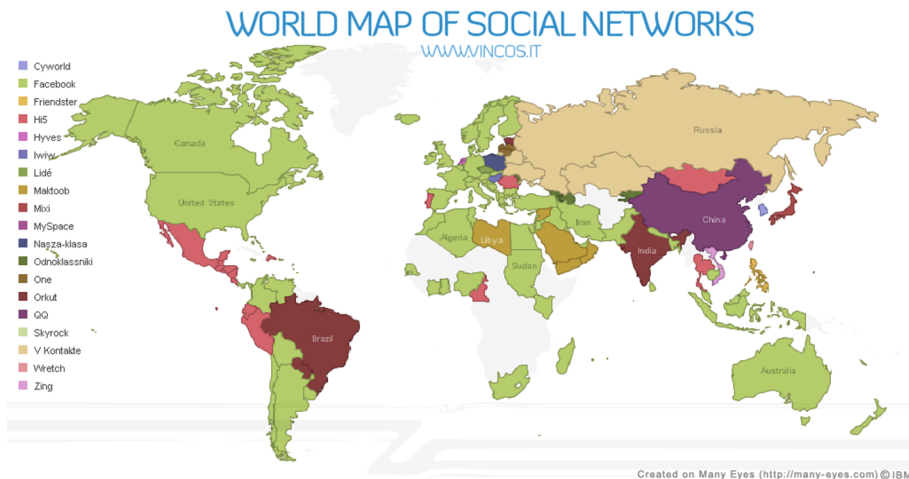 WORLD MAP OF SOCIAL NETWORKS
WWW.VINCOS.IT
Cyworld
Facebook
Friendster
Hi5
Hyves
Iwiw
Lidé
Maktoob
Mixi
MySpace
Nasza-klasa
Odnoklassniki
One
Orkut
QQ
Skyrock
V Kontakte
Wretch
Zing
Canada
United States
Brazil
Algeria
Libya
Sudan
Iran
Russia
China
India
Australia
Created on Many Eyes (http://many-eyes.com) © IBM